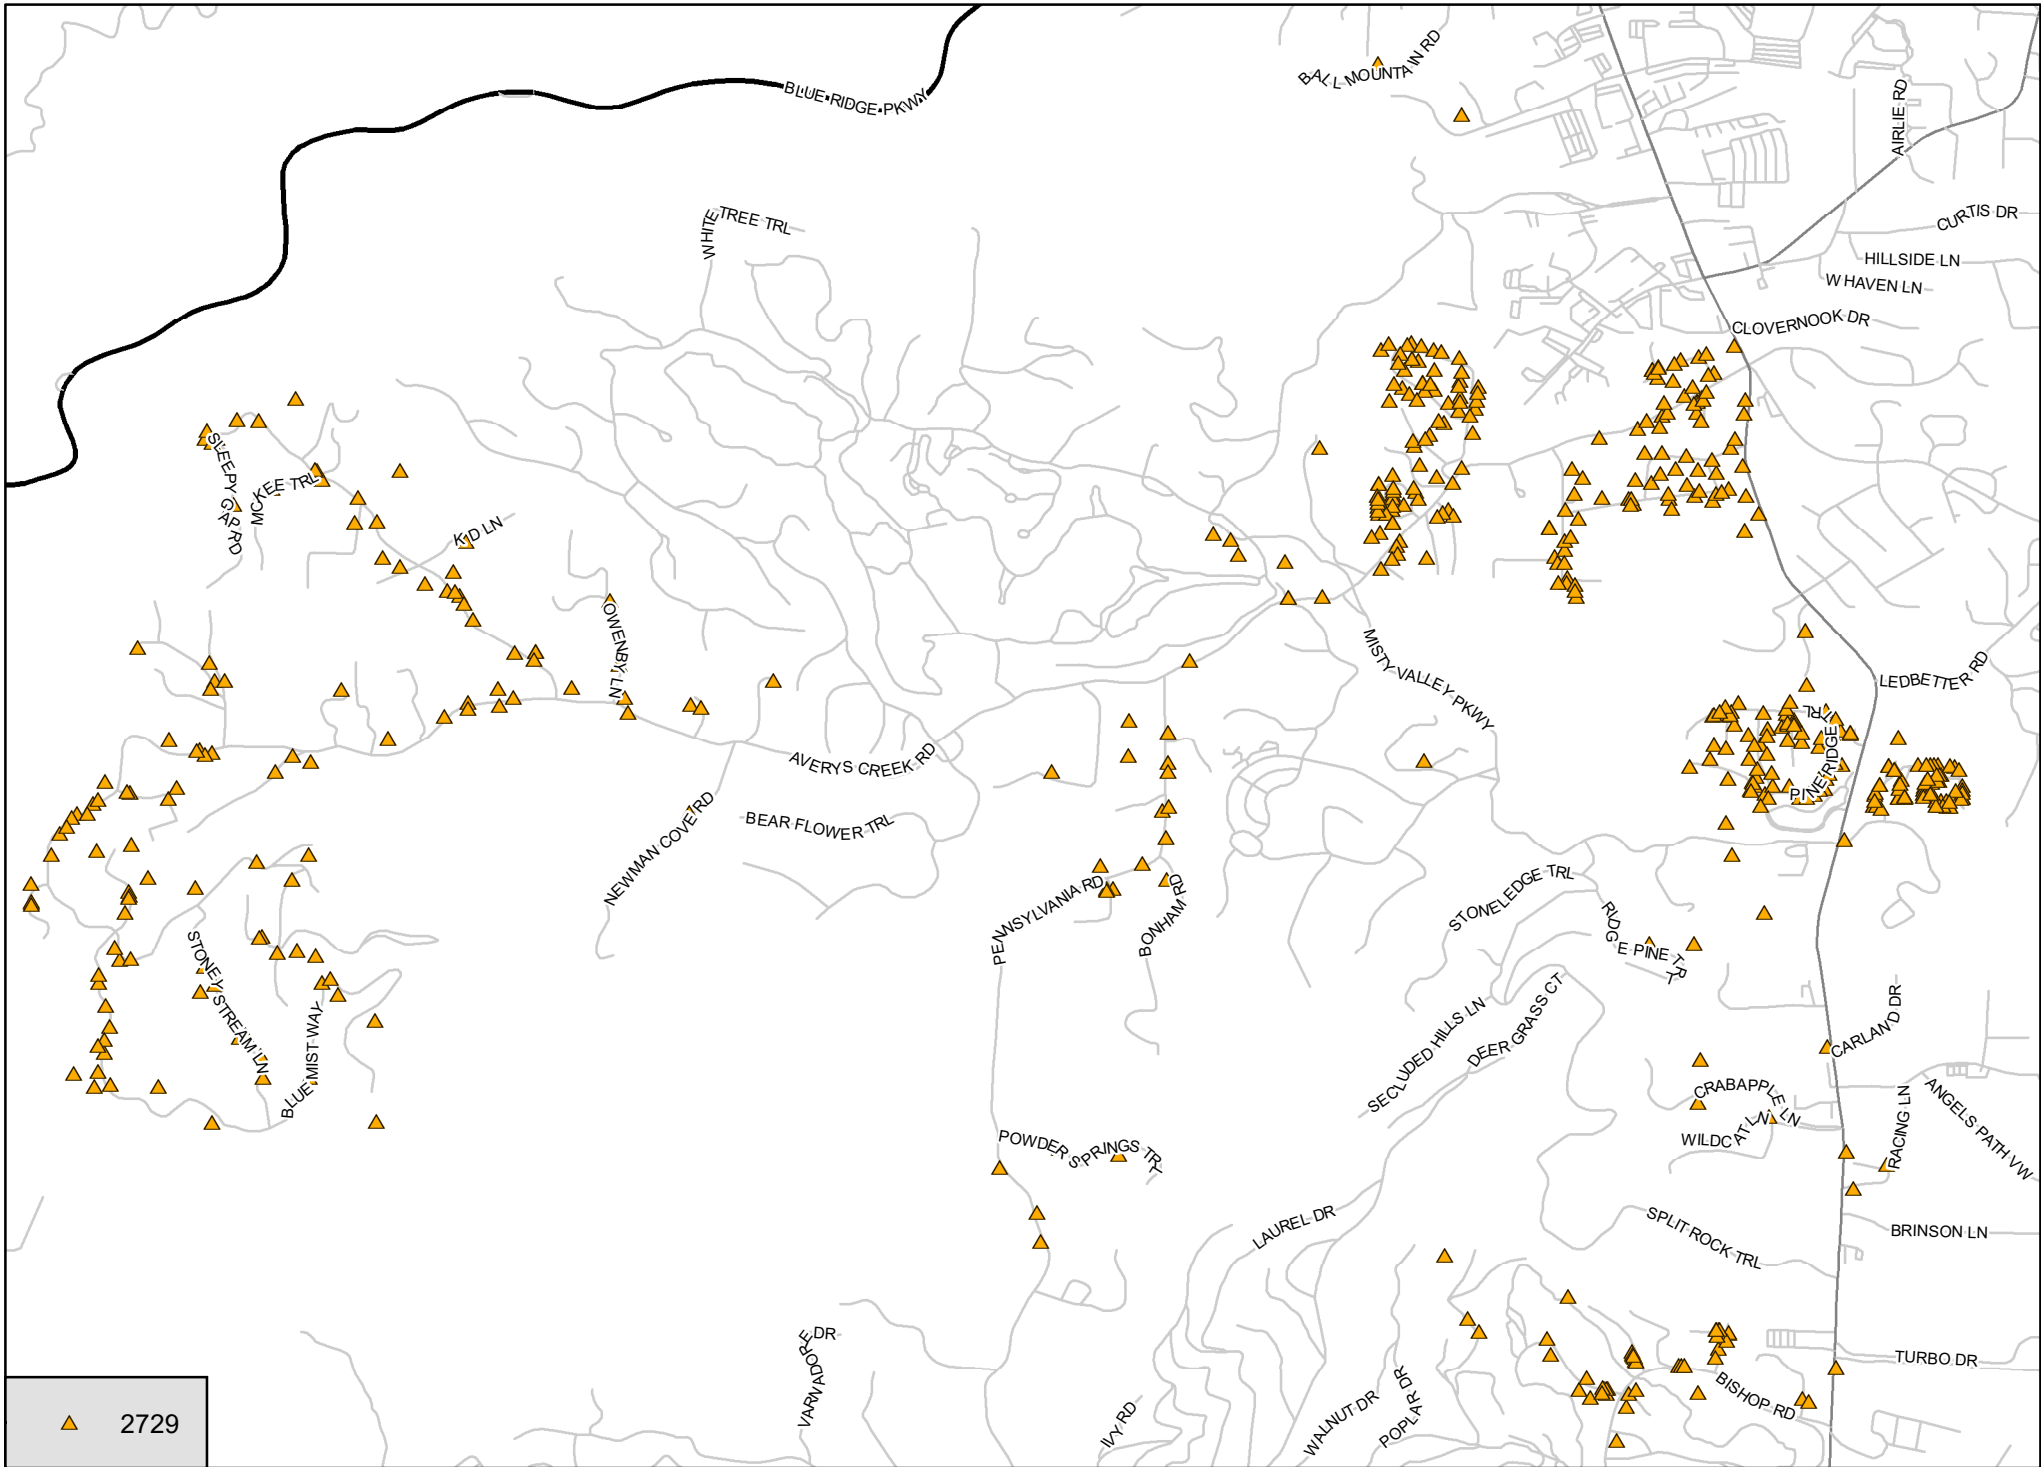 BALL MOUNTAIN RD
BLUE RIDGE PKWY
AIRLIE RD
WHITE TREE TRL
CURTIS DR
HILLSIDE LN
W HAVEN LN
CLOVERNOOK DR
SLEEPY GAP RD
MCKEE TRL
K D LN
OWENBY LN
MISTY VALLEY PKWY
LEDBETTER RD
PINE RIDGE TRL
AVERYS CREEK RD
NEWMAN COVE RD
BEAR FLOWER TRL
PENNSYLVANIA RD
BONHAM RD
STONELEDGE TRL
RIDGE PINE TRL
STONEY STREAM LN
BLUE MIST WAY
SECLUDED HILLS LN
DEER GRASS CT
CARLAND DR
CRABAPPLE LN
WILDCAT LN
RACING LN
ANGELS PATH VW
POWDER SPRINGS TRL
LAUREL DR
SPLIT ROCK TRL
BRINSON LN
VARNADORE DR
IVY RD
WALNUT DR
POPLAR DR
BISHOP RD
TURBO DR
2729